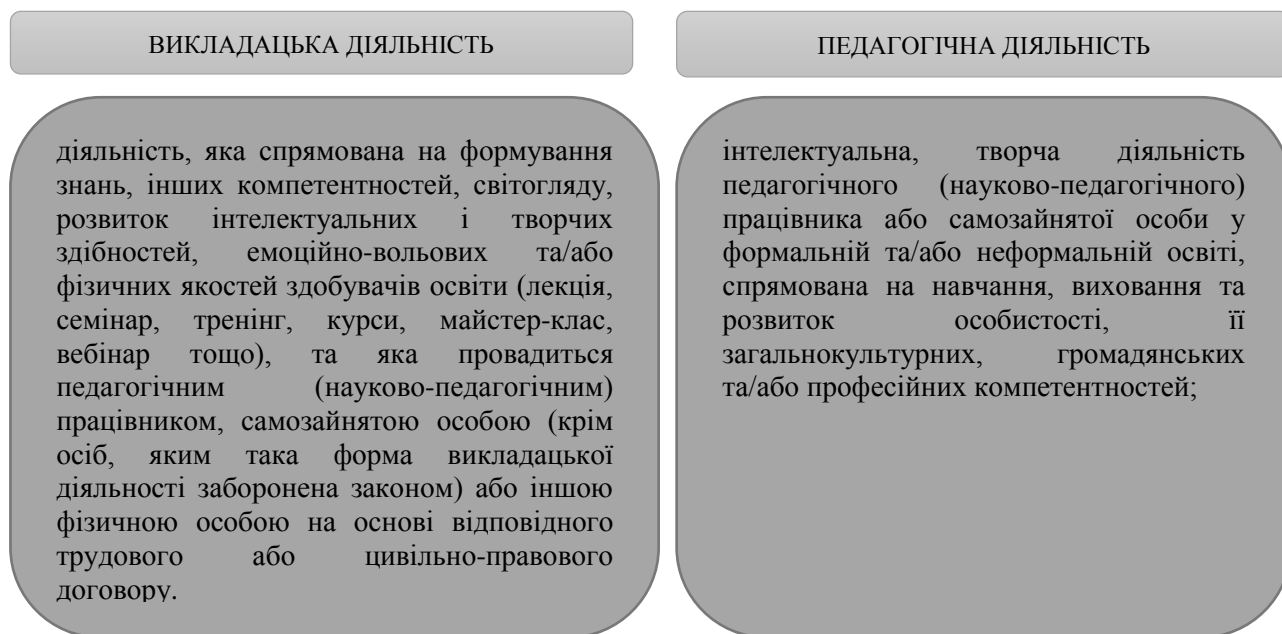 ВИКЛАДАЦЬКА ДІЯЛЬНІСТЬ
діяльність, яка спрямована на формування
знань, інших компетентностей, світогляду,
розвиток інтелектуальних і творчих
здібностей, емоційно-вольових та/або
фізичних якостей здобувачів освіти (лекція,
семінар, тренінг, курси, майстер-клас,
вебінар тощо), та яка провадиться
педагогічним (науково-педагогічним)
працівником, самозайнятою особою (крім
осіб, яким така форма викладацької
діяльності заборонена законом) або іншою
фізичною особою на основі відповідного
трудового або цивільно-правового
договору.
ПЕДАГОГІЧНА ДІЯЛЬНІСТЬ
інтелектуальна, творча діяльність
педагогічного (науково-педагогічного)
працівника або самозайнятої особи у
формальній та/або неформальній освіті,
спрямована на навчання, виховання та
розвиток особистості, її
загальнокультурних, громадянських
та/або професійних компетентностей;